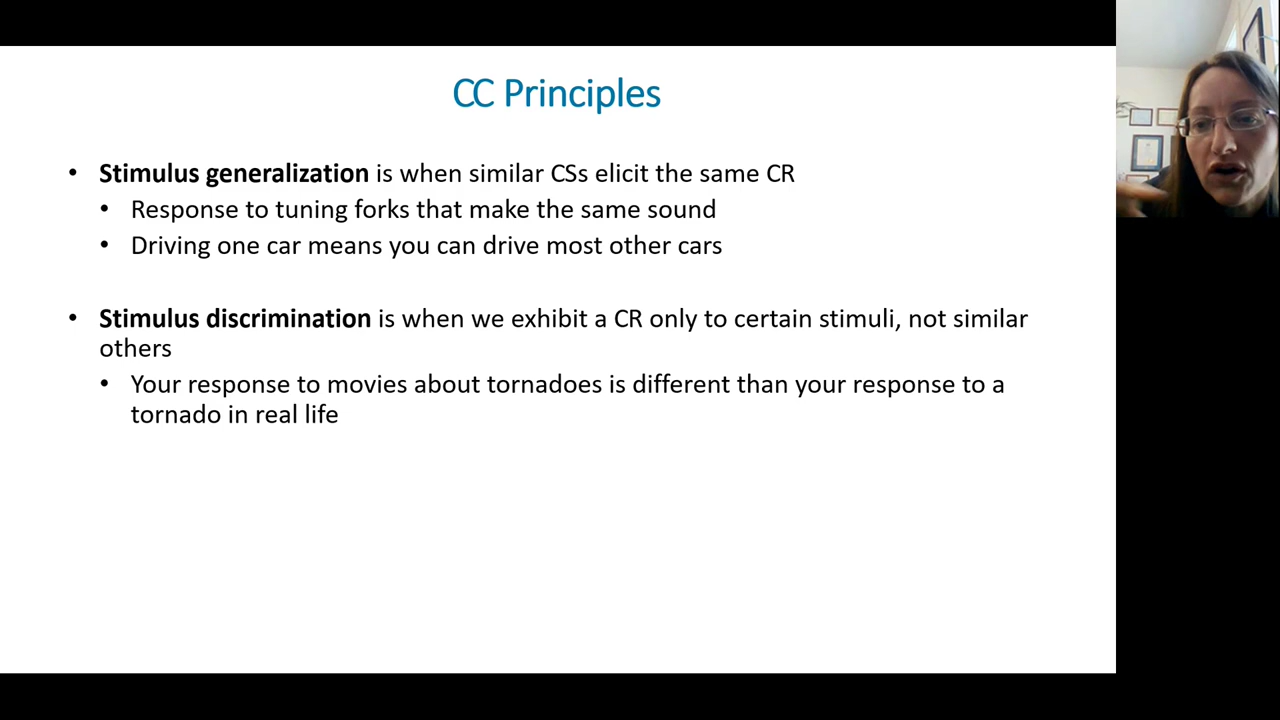 CC Principles
• Stimulus generalization is when similar CSs elicit the same CR
• Response to tuning forks that make the same sound
• Driving one car means you can drive most other cars
• Stimulus discrimination is when we exhibit a CR only to certain stimuli, not similar
others
• Your response to movies about tornadoes is different than your response to a
tornado in real life